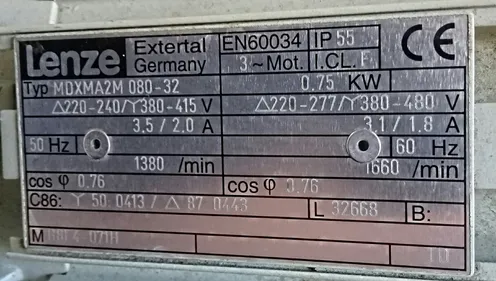 Lenze Extertal Germany EN60034 IP 55
3~Mot. I.CL. F
Typ MDXMA2M 080-32 0.75 KW
△220-240/Y380-415 V △220-277/Y380-480 V
3.5/2.0 A 3.1/1.8 A
50 Hz 60 Hz
1380 /min 1660 /min
cos φ 0.76 cos φ 0.76
C86: Y 50: 0413 / △ 87 0443 L 32668 B:
M